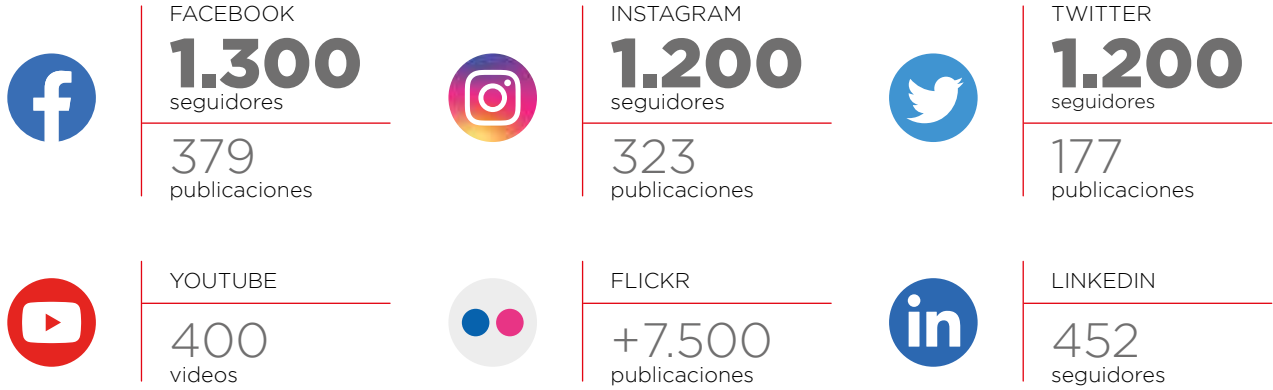 FACEBOOK
1.300
seguidores
379
publicaciones
INSTAGRAM
1.200
seguidores
323
publicaciones
TWITTER
1.200
seguidores
177
publicaciones
YOUTUBE
400
videos
FLICKR
+7.500
publicaciones
LINKEDIN
452
seguidores